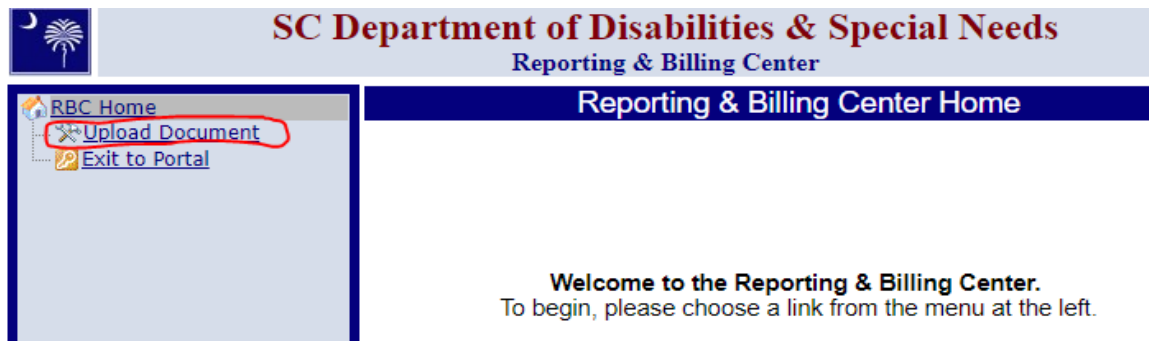 SC Department of Disabilities & Special Needs
Reporting & Billing Center
RBC Home
Upload Document
Exit to Portal
Reporting & Billing Center Home
Welcome to the Reporting & Billing Center.
To begin, please choose a link from the menu at the left.